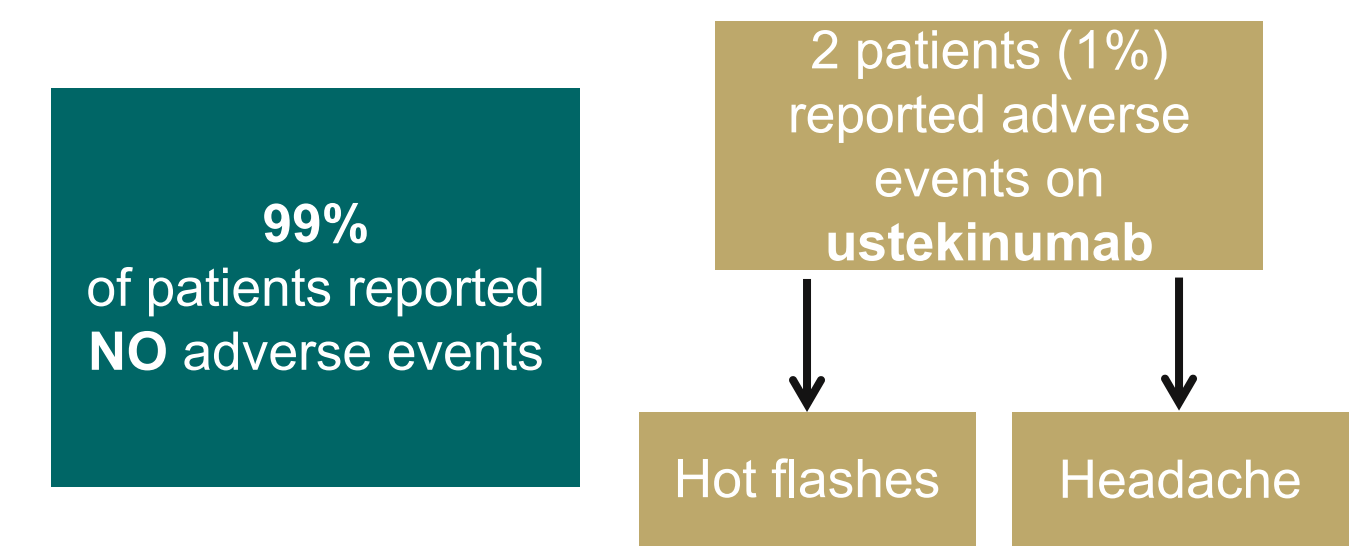 99%
of patients reported
NO adverse events
2 patients (1%)
reported adverse
events on
ustekinumab
Hot flashes
Headache